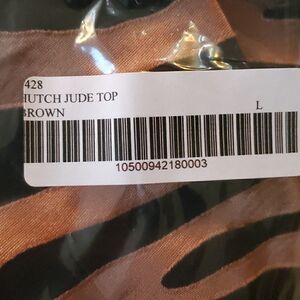 428
HUTCH JUDE TOP
BROWN
L
10500942180003